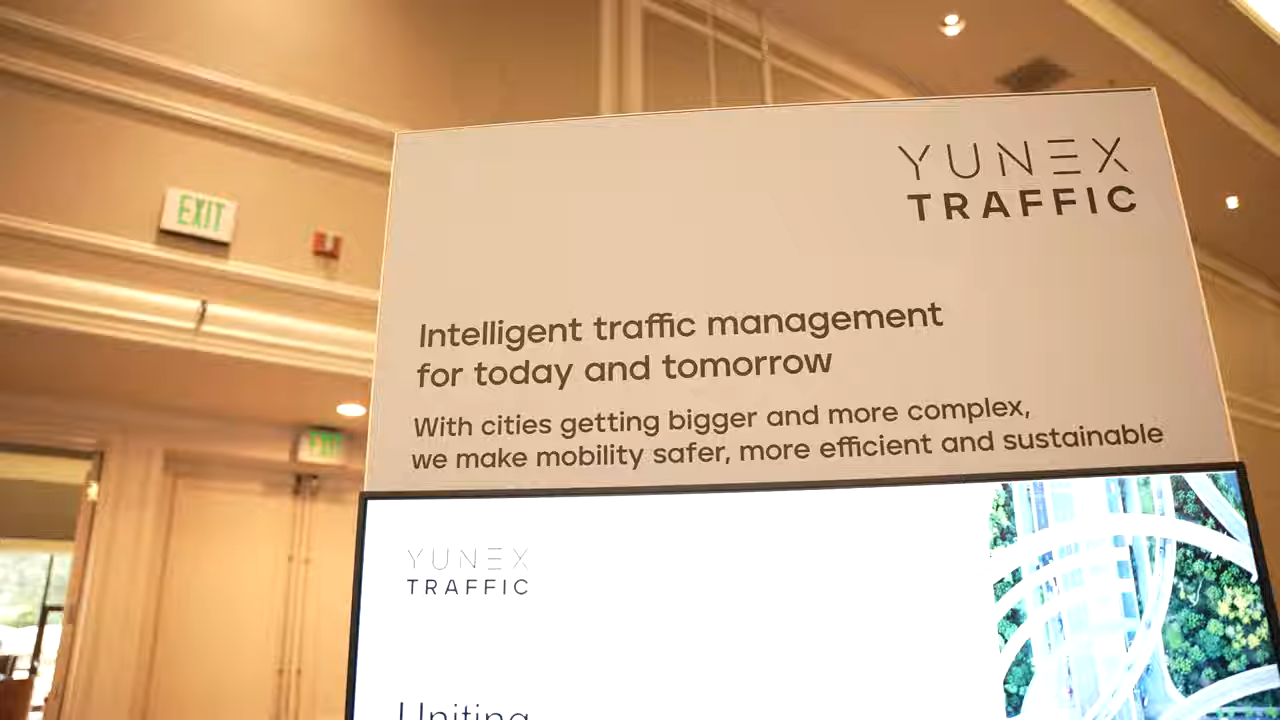 YUNEX
TRAFFIC
EXIT
Intelligent traffic management
for today and tomorrow
With cities getting bigger and more complex,
we make mobility safer, more efficient and sustainable
EXIT
YUNEX
TRAFFIC
Uniting